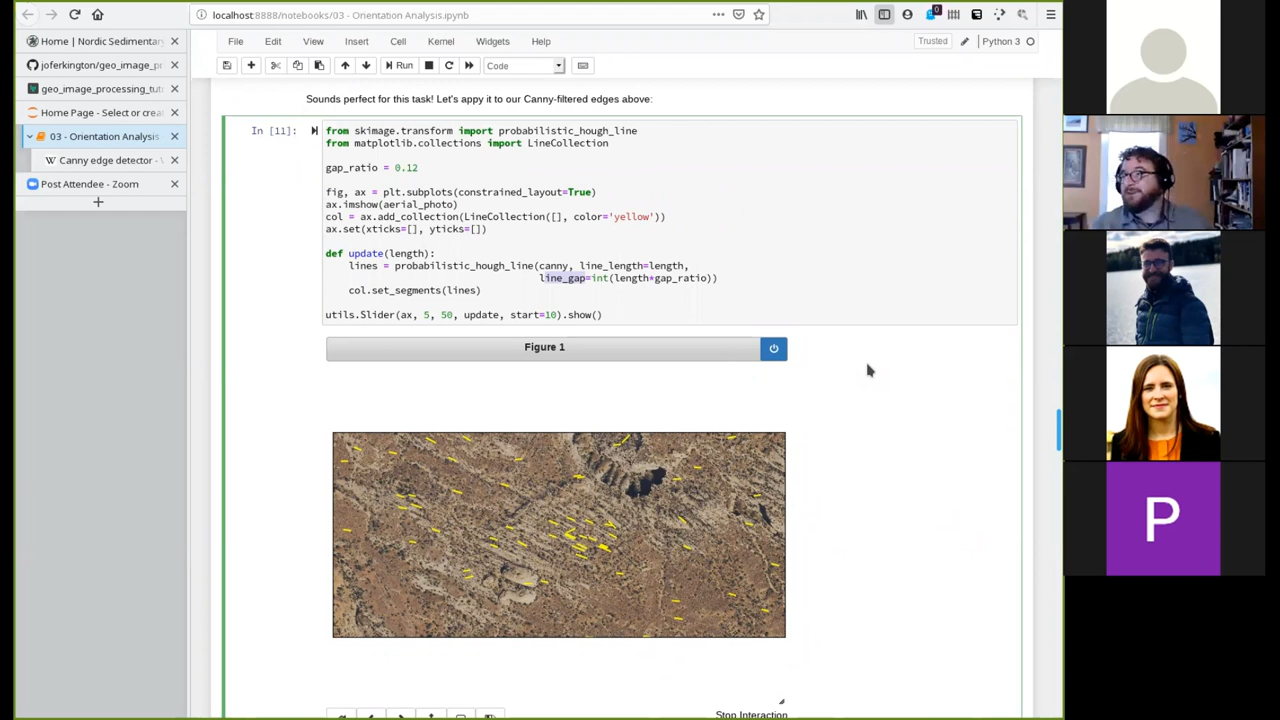 localhost:8888/notebooks/03 - Orientation Analysis.ipynb
0
Home | Nordic Sedimentar
joferkington/geo_image_pr
geo_image_processing_tut
Home Page - Select or creat
03 - Orientation Analysis
Canny edge detector - W
Post Attendee - Zoom
File Edit View Insert Cell Kernel Widgets Help
Trusted Python 3
Run Code
Sounds perfect for this task! Let's appy it to our Canny-filtered edges above:
In [11]:
from skimage.transform import probabilistic_hough_line
from matplotlib.collections import LineCollection
gap_ratio = 0.12
fig, ax = plt.subplots(constrained_layout=True)
ax.imshow(aerial_photo)
col = ax.add_collection(LineCollection([], color='yellow'))
ax.set(xticks=[], yticks=[])
def update(length):
lines = probabilistic_hough_line(canny, line_length=length,
line_gap=int(length*gap_ratio))
col.set_segments(lines)
utils.Slider(ax, 5, 50, update, start=10).show()
Figure 1
Stop Interaction
P